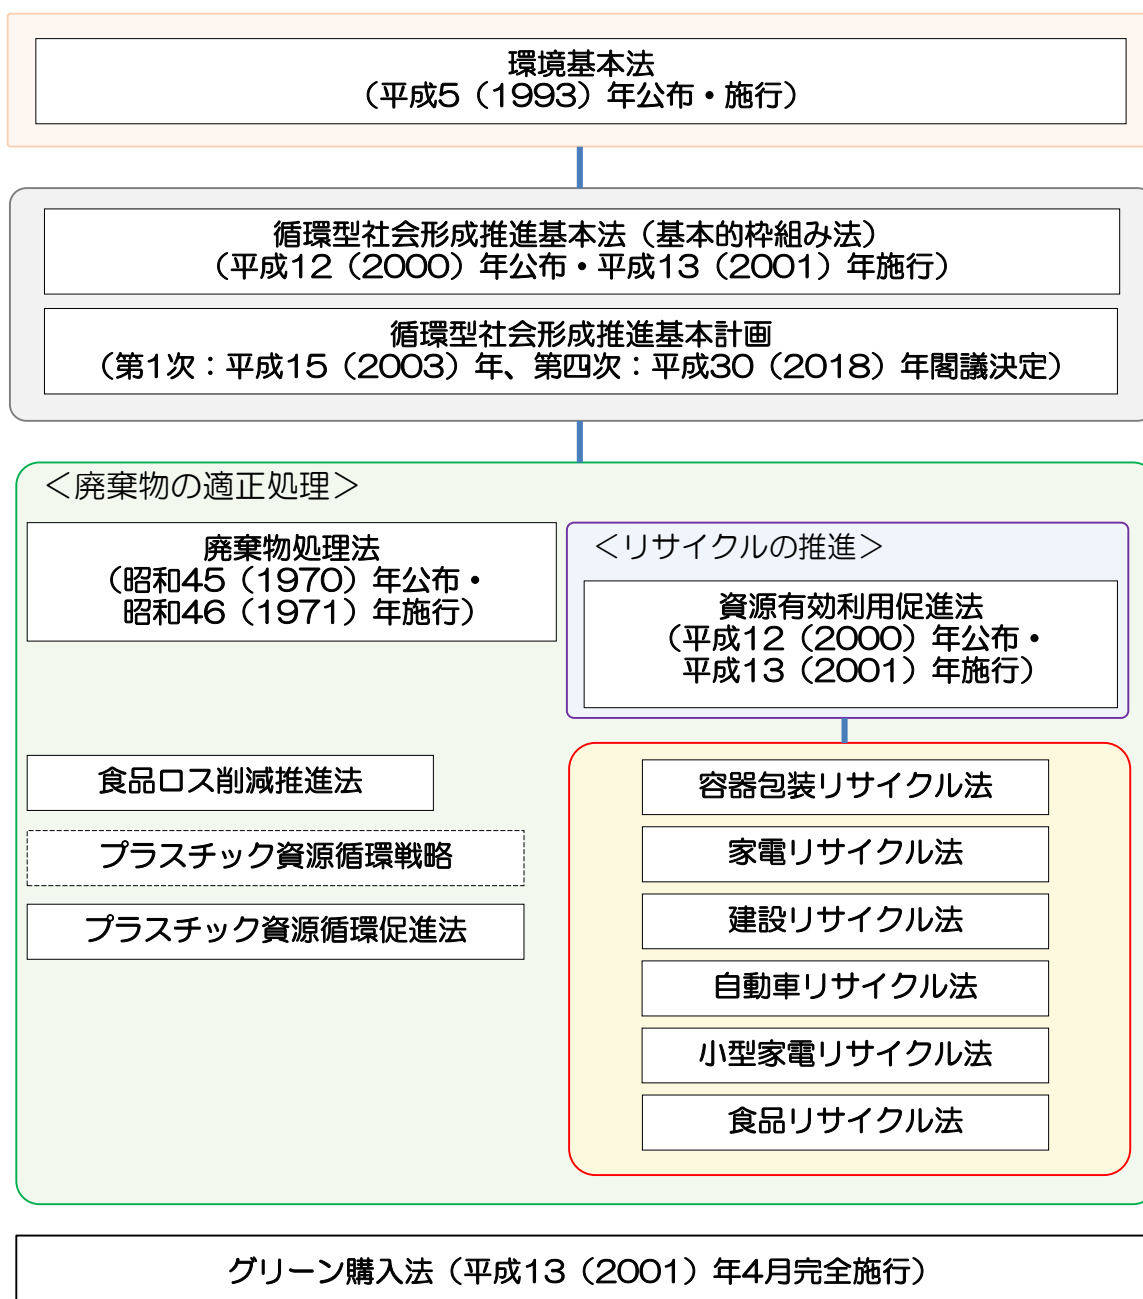 環境基本法
（平成5（1993）年公布・施行）
循環型社会形成推進基本法（基本的枠組み法）
（平成12（2000）年公布・平成13（2001）年施行）
循環型社会形成推進基本計画
（第1次：平成15（2003）年、第四次：平成30（2018）年閣議決定）
＜廃棄物の適正処理＞
廃棄物処理法
（昭和45（1970）年公布・
昭和46（1971）年施行）
＜リサイクルの推進＞
資源有効利用促進法
（平成12（2000）年公布・
平成13（2001）年施行）
食品ロス削減推進法
プラスチック資源循環戦略
プラスチック資源循環促進法
容器包装リサイクル法
家電リサイクル法
建設リサイクル法
自動車リサイクル法
小型家電リサイクル法
食品リサイクル法
グリーン購入法（平成13（2001）年4月完全施行）